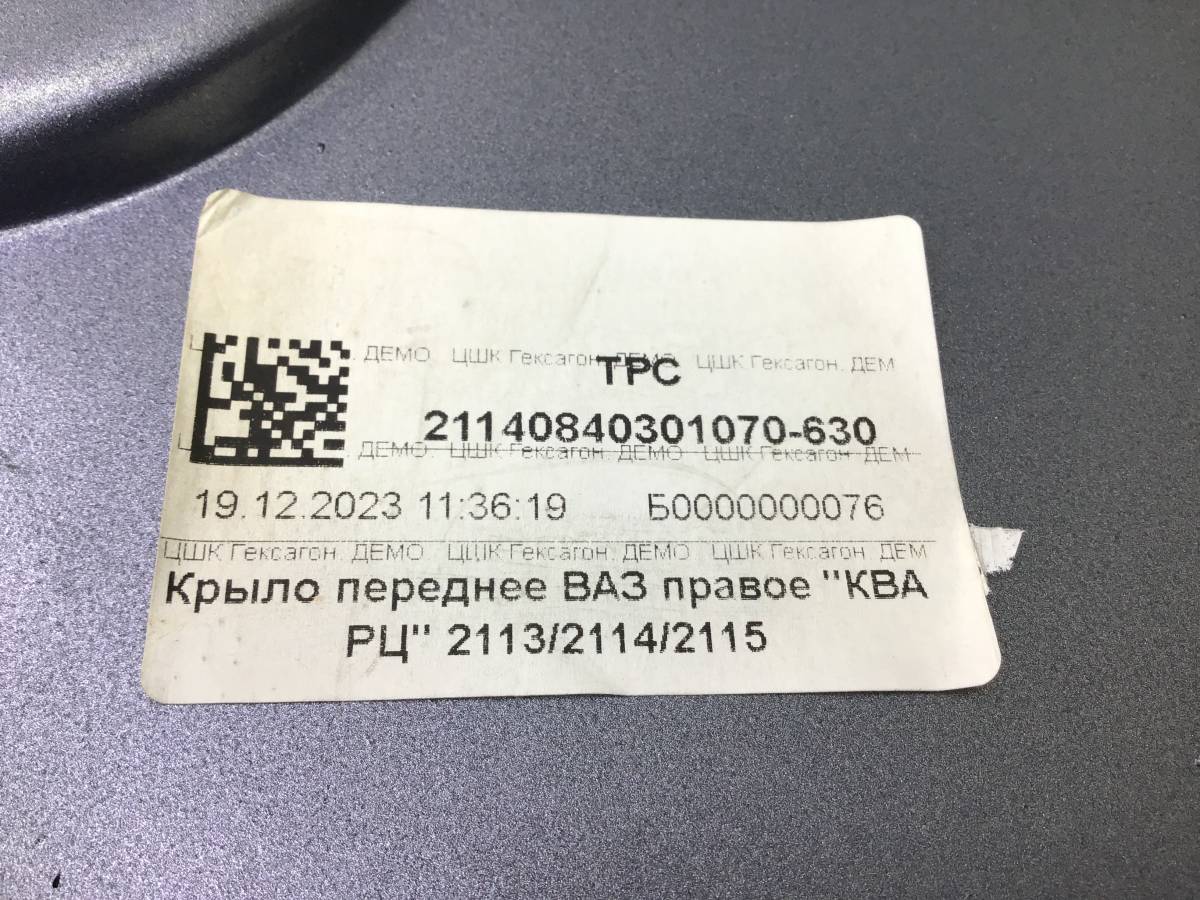 ДЕМО ЦШК Гексагон. ДЕМО ЦШК Гексагон. ДЕМ
ТРС
21140840301070-630
ДЕМО ЦШК Гексагон. ДЕМО ЦШК Гексагон. ДЕМ
19.12.2023 11:36:19 Б0000000076
ЦШК Гексагон. ДЕМО ЦШК Гексагон. ДЕМО ЦШК Гексагон. ДЕМ
Крыло переднее ВАЗ правое "КВА
РЦ" 2113/2114/2115